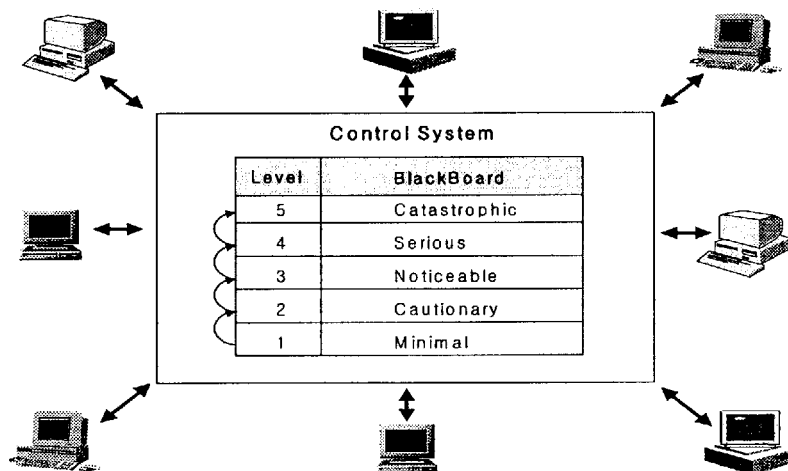 Control System
Level BlackBoard
5 Catastrophic
4 Serious
3 Noticeable
2 Cautionary
1 Minimal